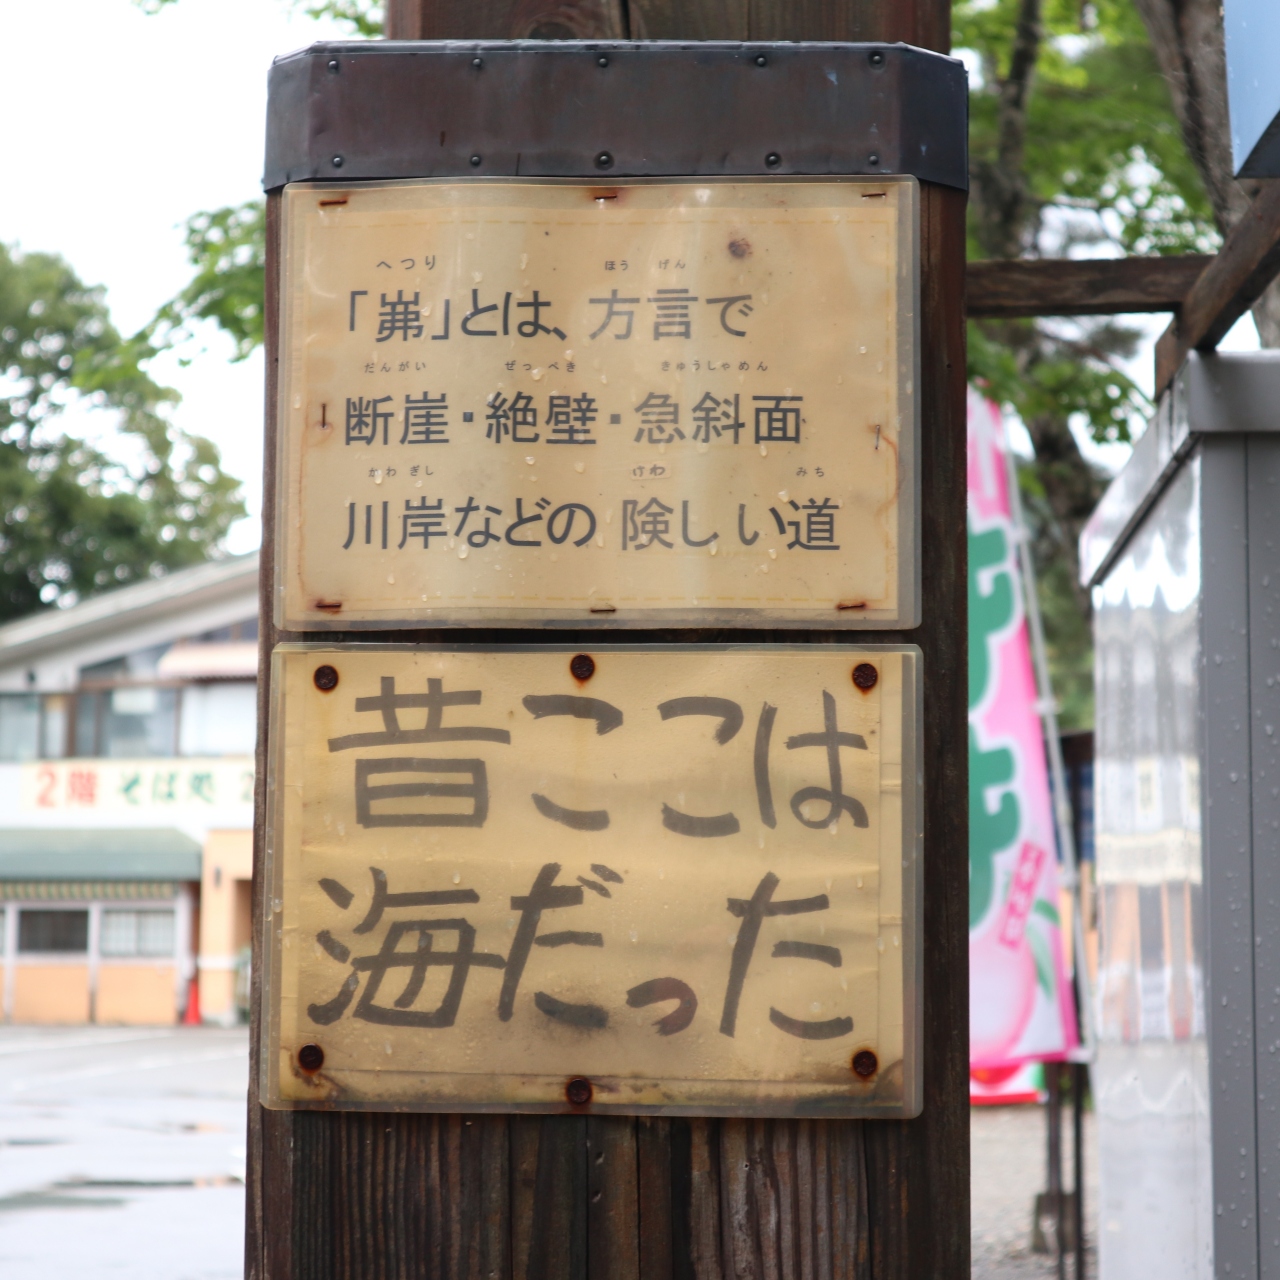 へつり ほうげん
「岪」とは、方言で
だんがい ぜっぺき きゅうしゃめん
断崖・絶壁・急斜面
かわぎし けわ みち
川岸などの 険しい道
昔ここは
海だった
2階 そば処